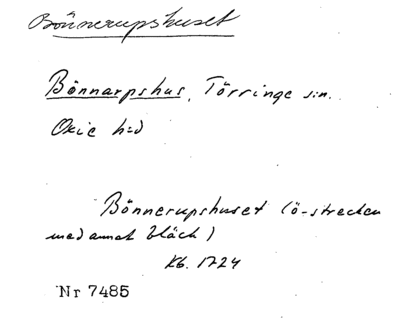 Bönnerupshuset
Bönnarpshus, Törringe s:n.
Oxie h:d
Bönnerupshuset (ö-strecken
med annat bläck)
Kb. 1724
Nr 7485